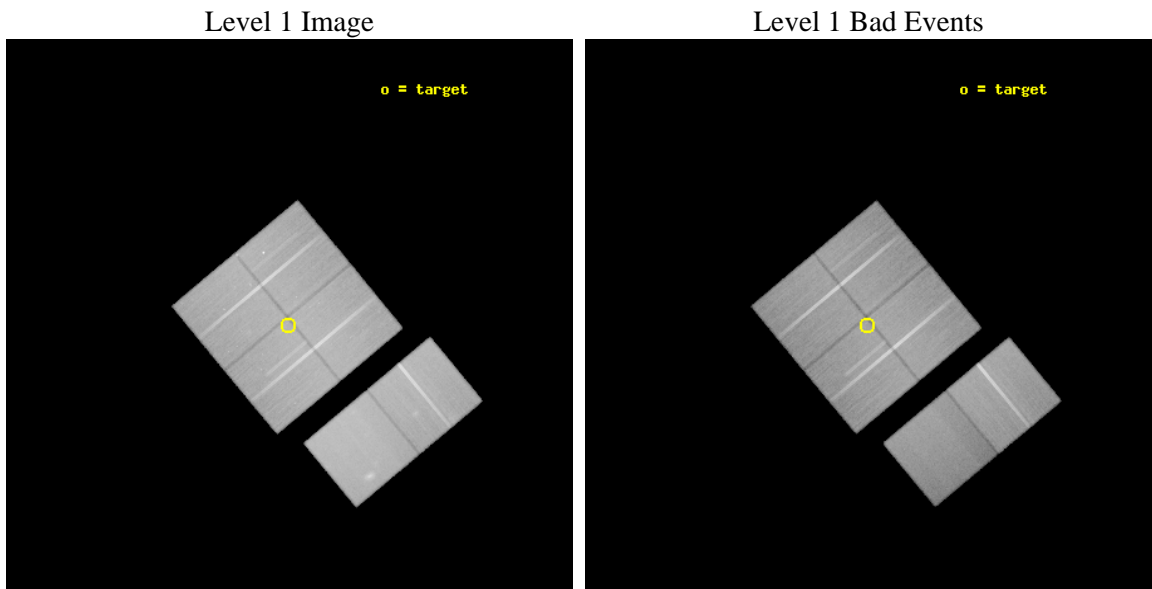 Level 1 Image
Level 1 Bad Events
o = target
o = target